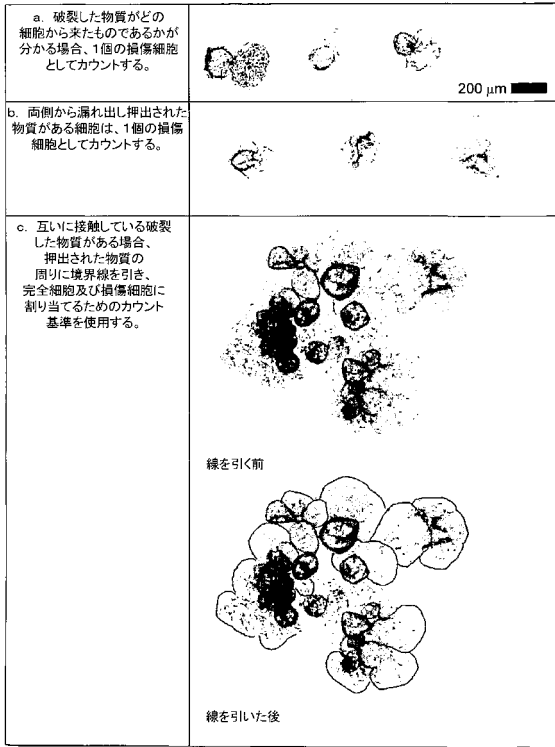 a. 破裂した物質がどの
細胞から来たものであるかが
分かる場合、1個の損傷細胞
としてカウントする。
200 μm
b. 両側から漏れ出し押出された
物質がある細胞は、1個の損傷
細胞としてカウントする。
c. 互いに接触している破裂
した物質がある場合、
押出された物質の
周りに境界線を引き、
完全細胞及び損傷細胞に
割り当てるためのカウント
基準を使用する。
線を引く前
線を引いた後